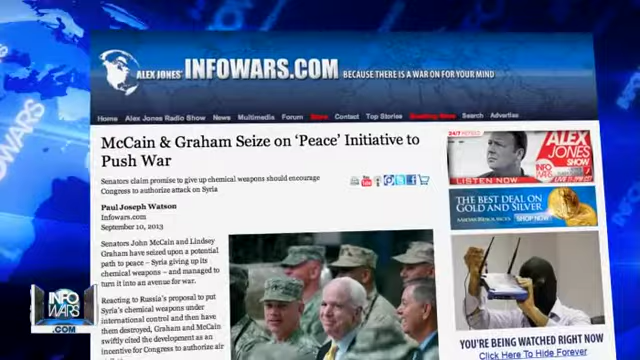 ALEX JONES' INFOWARS.COM BECAUSE THERE IS A WAR ON FOR YOUR MIND
Home Alex Jones Radio Show News Multimedia Forum Store Contact Top Stories Breaking News Search Advertise
McCain & Graham Seize on ‘Peace’ Initiative to
Push War
Senators claim promise to give up chemical weapons should encourage
Congress to authorize attack on Syria
Paul Joseph Watson
Infowars.com
September 10, 2013
Senators John McCain and Lindsey
Graham have seized upon a potential
path to peace – Syria giving up its
chemical weapons – and managed to
turn it into an avenue for war.
Reacting to Russia’s proposal to put
Syria’s chemical weapons under
international control and then have
them destroyed, Graham and McCain
swiftly cited the development as an
incentive for Congress to authorize air
24/7
ALEX
JONES
SHOW
LISTEN NOW
INFO
WARS
THE BEST DEAL ON
GOLD AND SILVER
SHOP NOW
YOU'RE BEING WATCHED RIGHT NOW
Click Here To Hide Forever
INFO
WARS
.COM